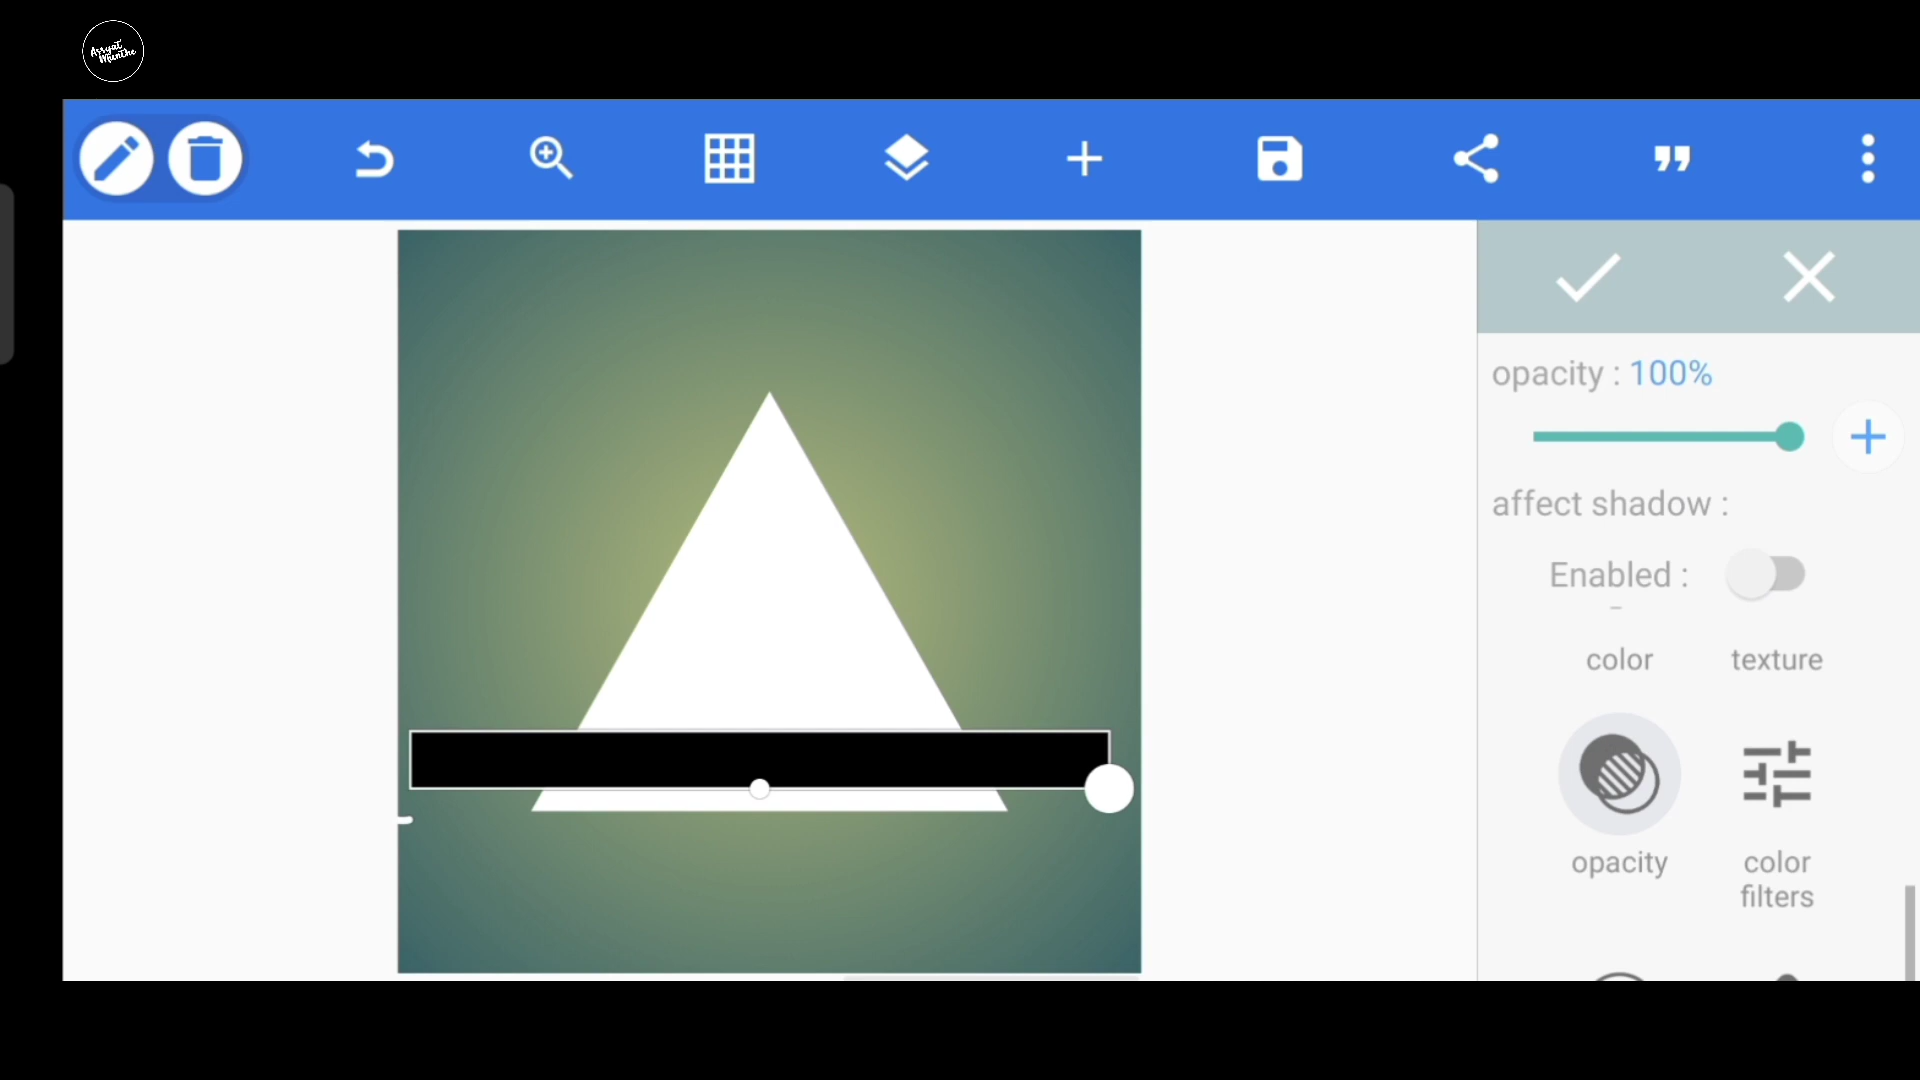 opacity : 100%
affect shadow :
Enabled :
color
texture
opacity
color
filters